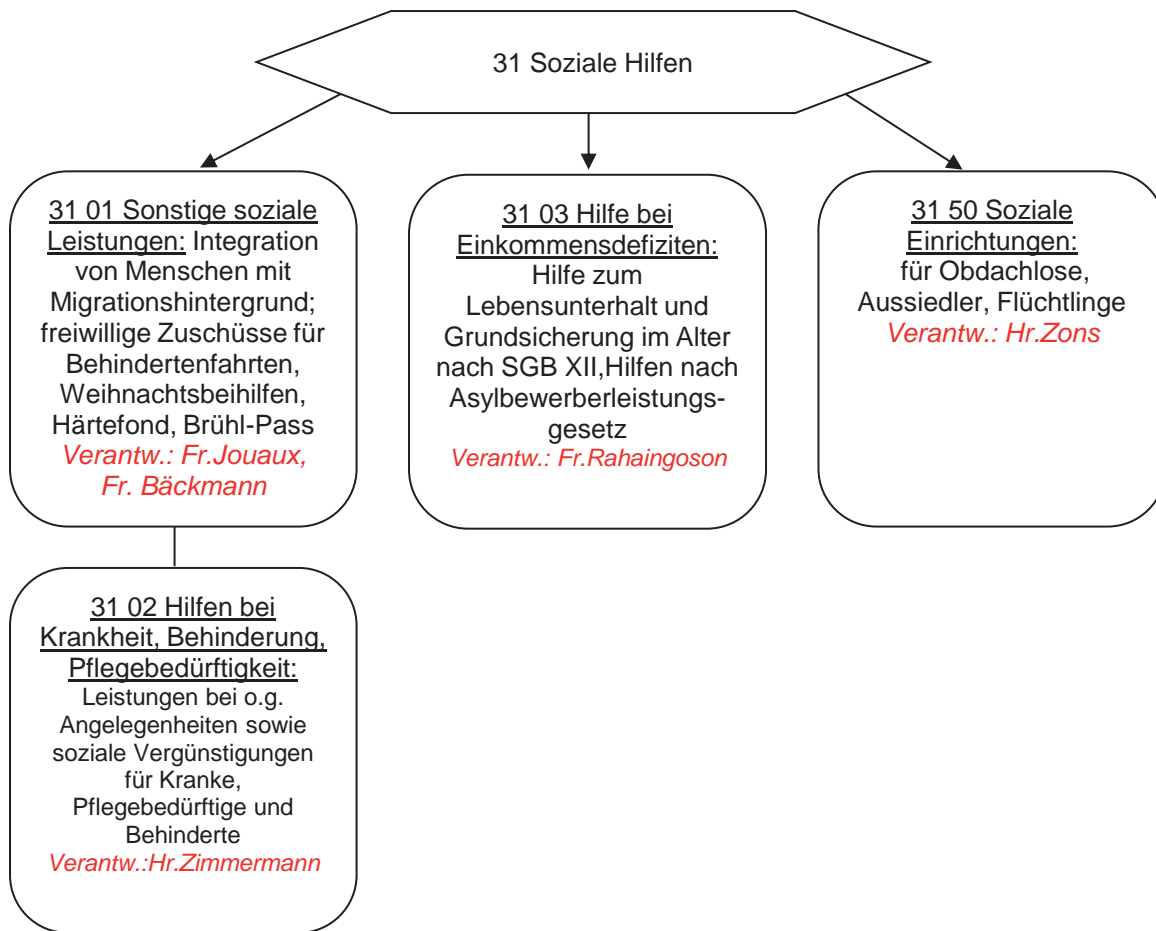 31 Soziale Hilfen
31 01 Sonstige soziale
Leistungen: Integration
von Menschen mit
Migrationshintergrund;
freiwillige Zuschüsse für
Behindertenfahrten,
Weihnachtsbeihilfen,
Härtefond, Brühl-Pass
Verantw.: Fr.Jouaux,
Fr. Bäckmann
31 03 Hilfe bei
Einkommensdefiziten:
Hilfe zum
Lebensunterhalt und
Grundsicherung im Alter
nach SGB XII,Hilfen nach
Asylbewerberleistungs-
gesetz
Verantw.: Fr.Rahaingoson
31 50 Soziale
Einrichtungen:
für Obdachlose,
Aussiedler, Flüchtlinge
Verantw.: Hr.Zons
31 02 Hilfen bei
Krankheit, Behinderung,
Pflegebedürftigkeit:
Leistungen bei o.g.
Angelegenheiten sowie
soziale Vergünstigungen
für Kranke,
Pflegebedürftige und
Behinderte
Verantw.:Hr.Zimmermann